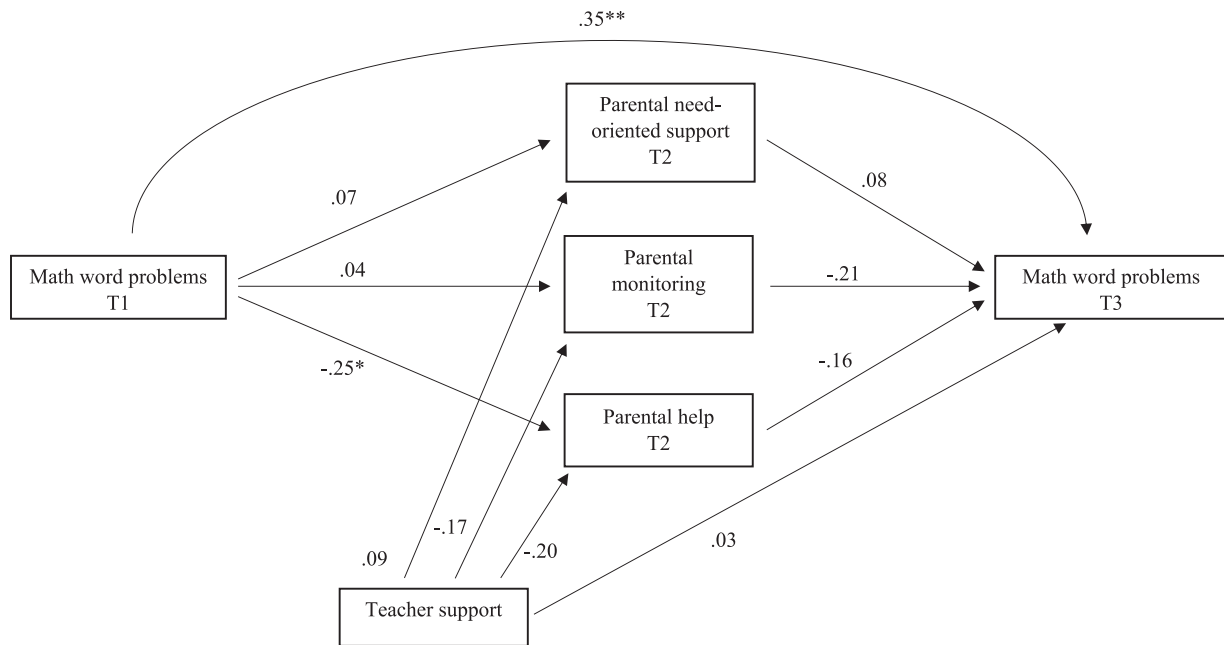 .35**
Parental need-
oriented support
T2
.07
.08
Math word problems
T1
.04
Parental
monitoring
T2
-.21
Math word problems
T3
-.25*
-.16
Parental help
T2
.09
-.17
-.20
.03
Teacher support